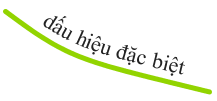 dấu hiệu đặc biệt